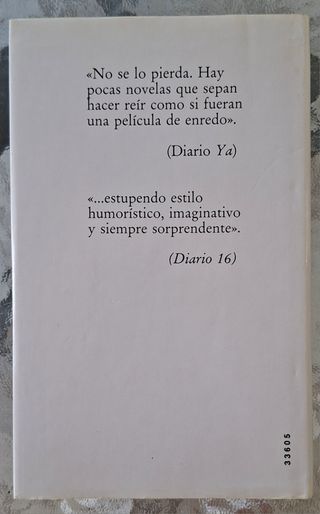 «No se lo pierda. Hay
pocas novelas que sepan
hacer reír como si fueran
una película de enredo».
(Diario Ya)
«...estupendo estilo
humorístico, imaginativo
y siempre sorprendente».
(Diario 16)
33605